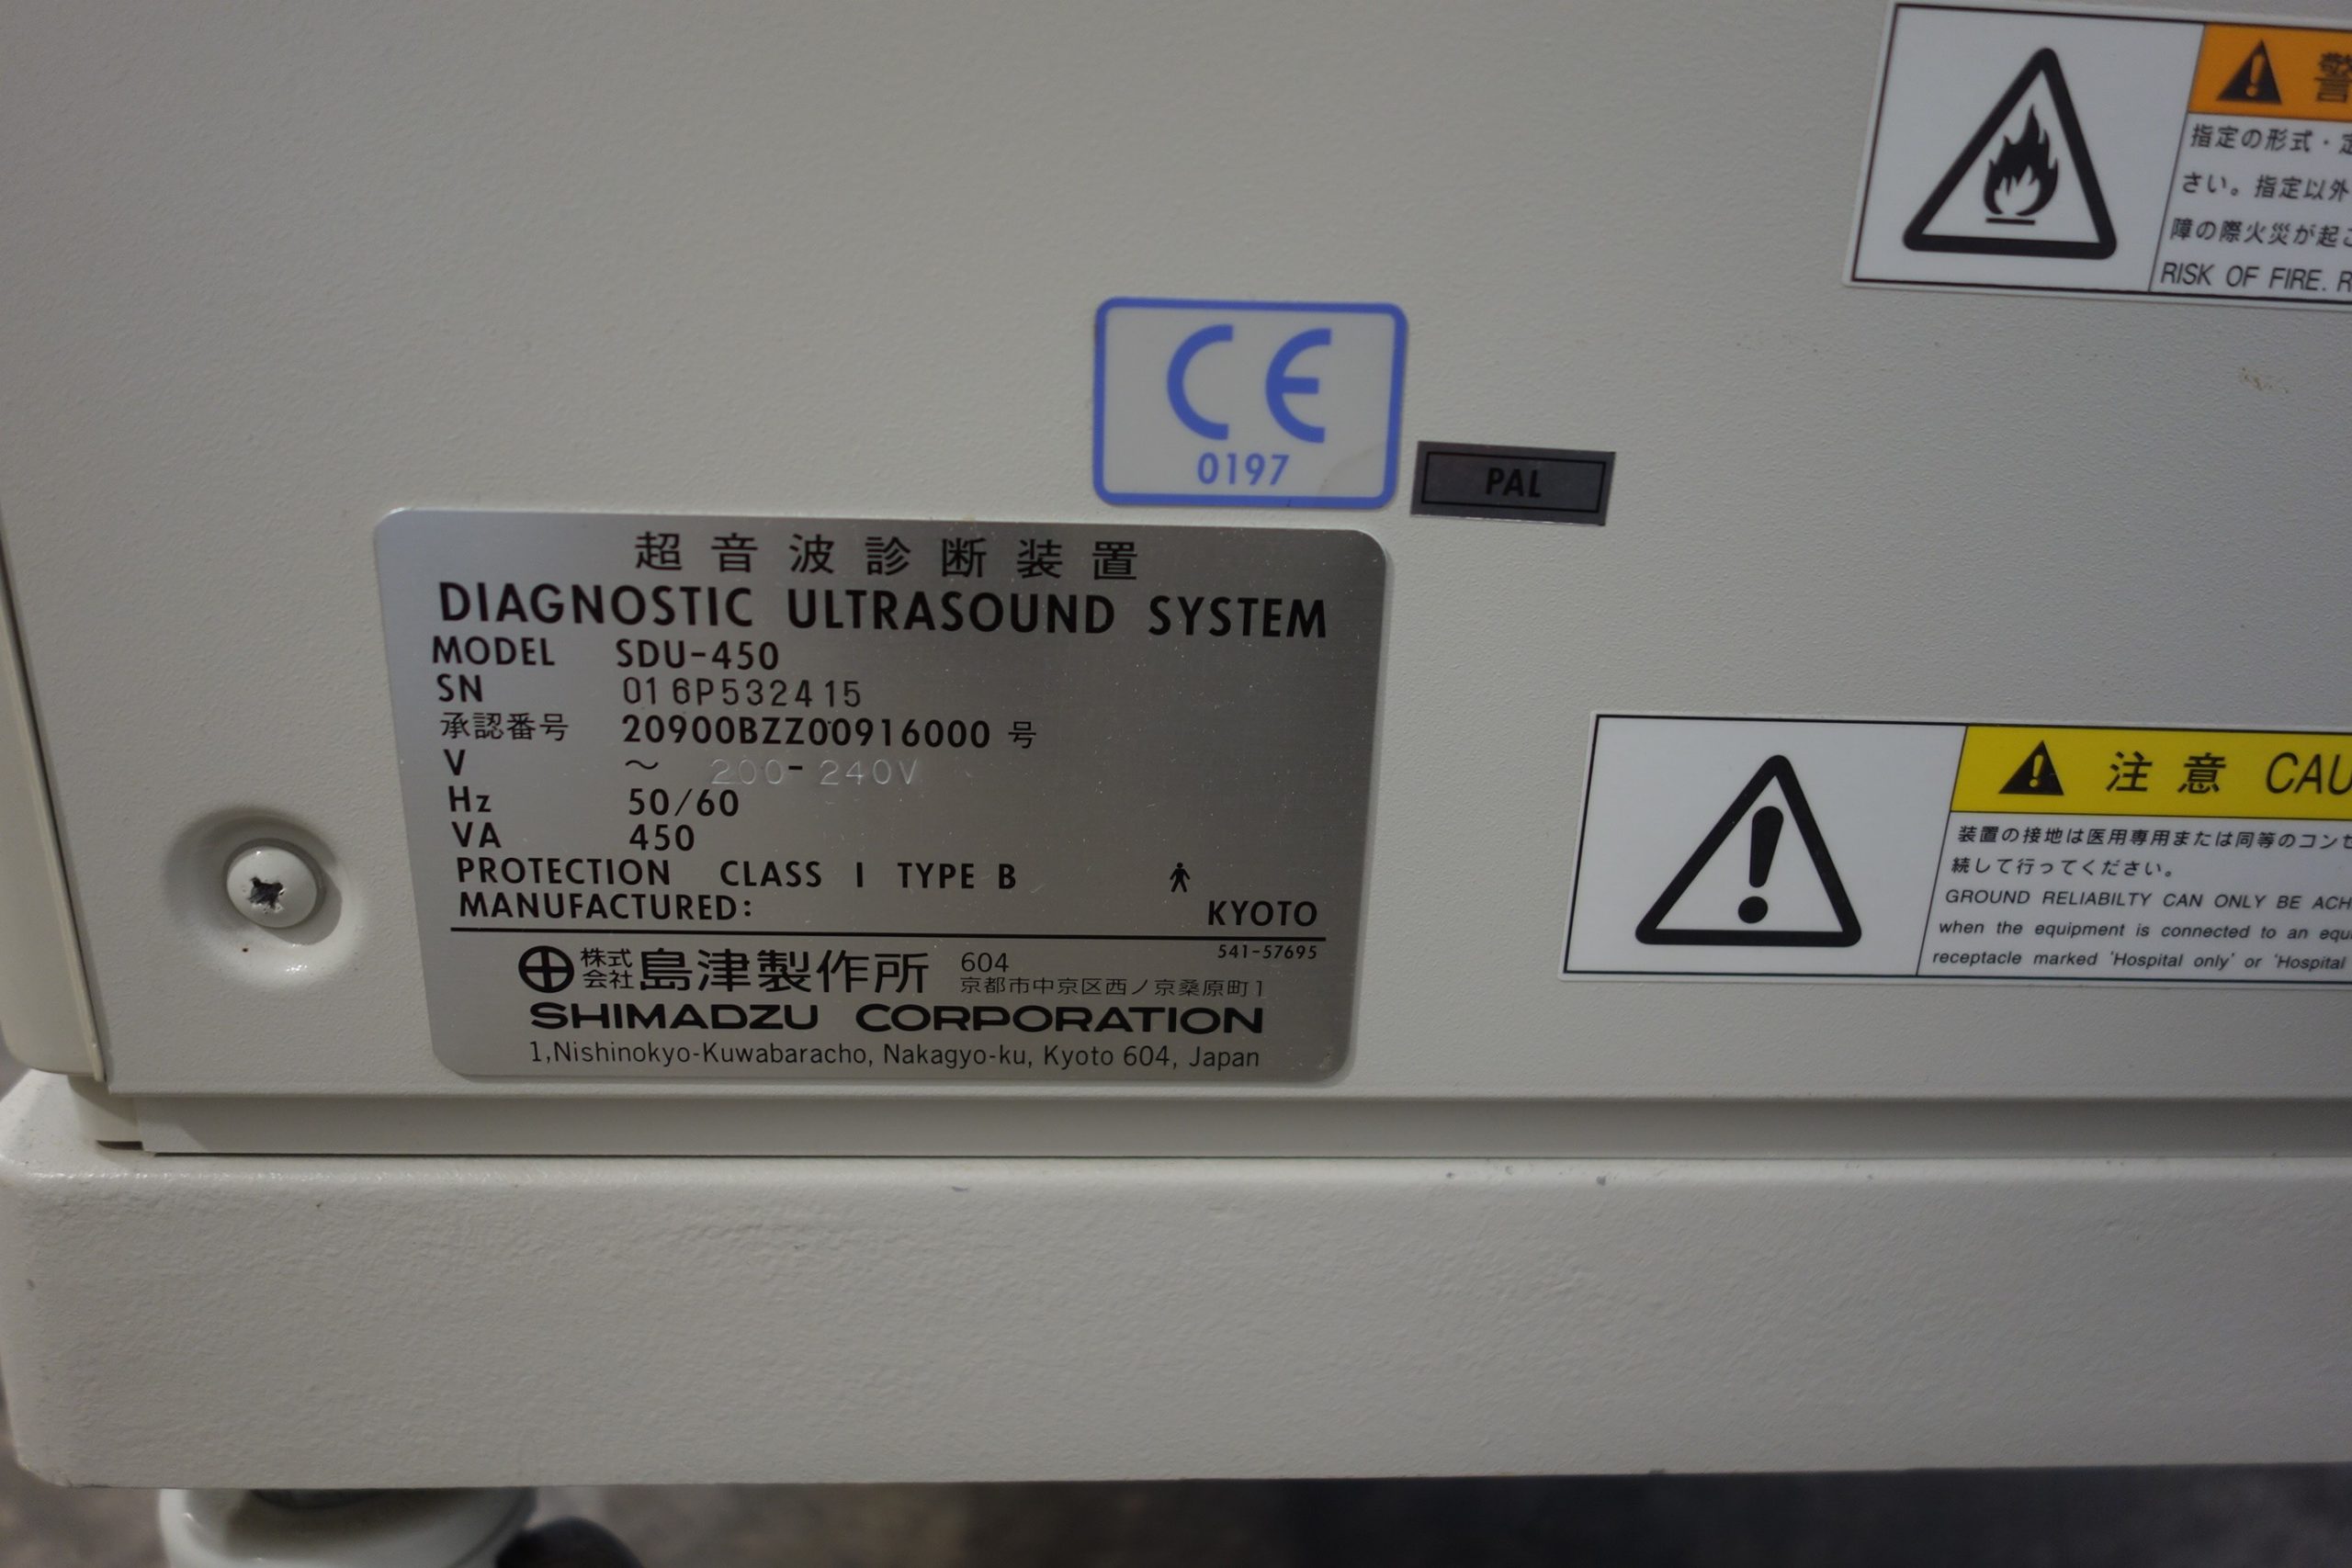 警
指定の形式・定
さい。指定以外
障の際火災が起こ
RISK OF FIRE. R
CE
0197
PAL
超音波診断装置
DIAGNOSTIC ULTRASOUND SYSTEM
MODEL SDU-450
SN 016P532415
承認番号 20900BZZ00916000 号
V ～ 200-240V
Hz 50/60
VA 450
PROTECTION CLASS I TYPE B
MANUFACTURED: KYOTO
541-57695
株式会社 島津製作所 604
京都市中京区西ノ京桑原町1
SHIMADZU CORPORATION
1,Nishinokyo-Kuwabaracho, Nakagyo-ku, Kyoto 604, Japan
注意 CAU
装置の接地は医用専用または同等のコンセ
続して行ってください。
GROUND RELIABILTY CAN ONLY BE ACH
when the equipment is connected to an equ
receptacle marked 'Hospital only' or 'Hospital